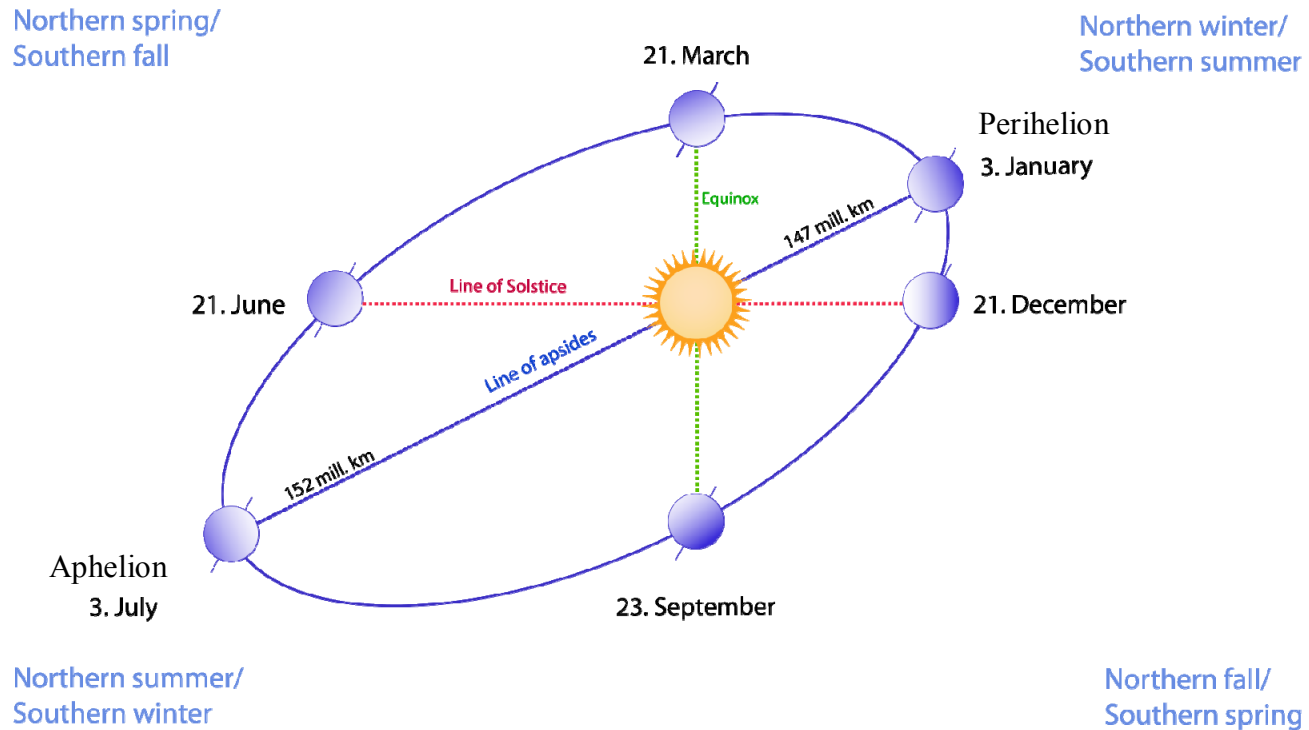 Northern spring/
Southern fall
21. March
Northern winter/
Southern summer
Perihelion
3. January
Equinox
147 mill. km
Line of Solstice
21. June
21. December
Line of apsides
152 mill. km
Aphelion
3. July
23. September
Northern summer/
Southern winter
Northern fall/
Southern spring